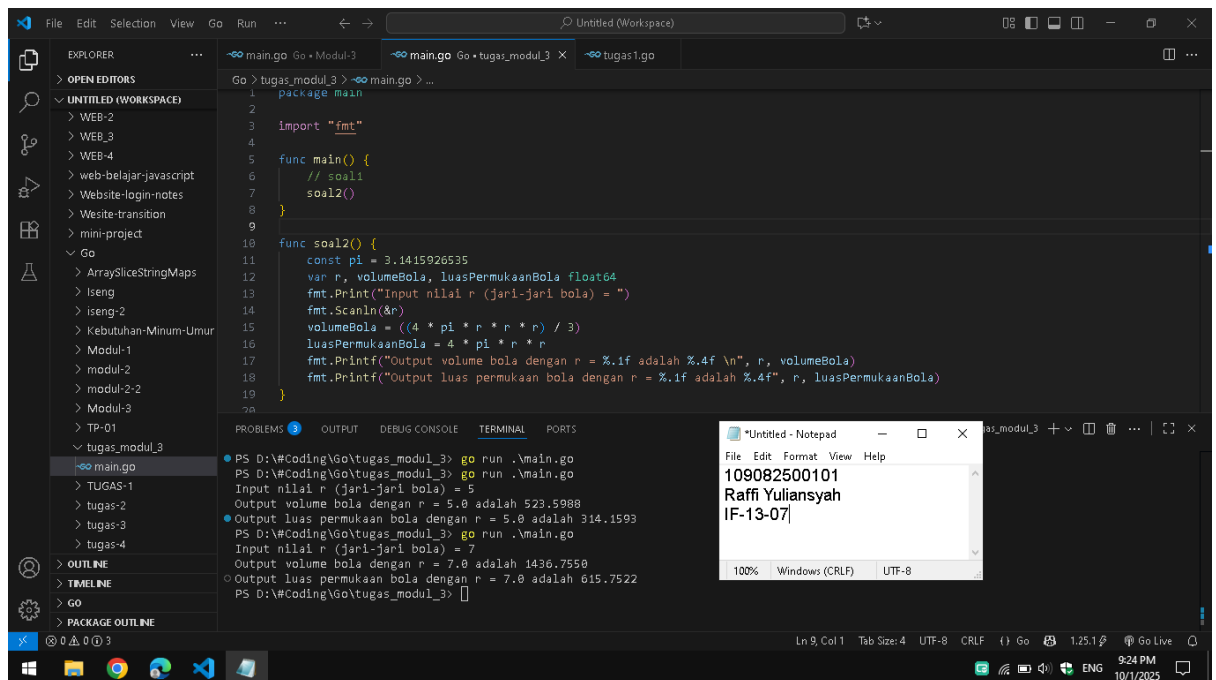 File Edit Selection View Go Run ··· Untitled (Workspace)
EXPLORER
OPEN EDITORS
UNTITLED (WORKSPACE)
WEB-2
WEB_3
WEB-4
web-belajar-javascript
Website-login-notes
Wesite-transition
mini-project
Go
ArraySliceStringMaps
Iseng
iseng-2
Kebutuhan-Minum-Umur
Modul-1
modul-2
modul-2-2
Modul-3
TP-01
tugas_modul_3
main.go
TUGAS-1
tugas-2
tugas-3
tugas-4
OUTLINE
TIMELINE
GO
PACKAGE OUTLINE
main.go Go • Modul-3 main.go Go • tugas_modul_3 tugas1.go
Go > tugas_modul_3 > main.go > ...
1 package main
2
3 import "fmt"
4
5 func main() {
6 // soal1
7 soal2()
8 }
9
10 func soal2() {
11 const pi = 3.1415926535
12 var r, volumeBola, luasPermukaanBola float64
13 fmt.Print("Input nilai r (jari-jari bola) = ")
14 fmt.Scanln(&r)
15 volumeBola = ((4 * pi * r * r * r) / 3)
16 luasPermukaanBola = 4 * pi * r * r
17 fmt.Printf("Output volume bola dengan r = %.1f adalah %.4f \n", r, volumeBola)
18 fmt.Printf("Output luas permukaan bola dengan r = %.1f adalah %.4f", r, luasPermukaanBola)
19 }
20
PROBLEMS 3 OUTPUT DEBUG CONSOLE TERMINAL PORTS
PS D:\#Coding\Go\tugas_modul_3> go run .\main.go
PS D:\#Coding\Go\tugas_modul_3> go run .\main.go
Input nilai r (jari-jari bola) = 5
Output volume bola dengan r = 5.0 adalah 523.5988
Output luas permukaan bola dengan r = 5.0 adalah 314.1593
PS D:\#Coding\Go\tugas_modul_3> go run .\main.go
Input nilai r (jari-jari bola) = 7
Output volume bola dengan r = 7.0 adalah 1436.7550
Output luas permukaan bola dengan r = 7.0 adalah 615.7522
PS D:\#Coding\Go\tugas_modul_3>
*Untitled - Notepad
File Edit Format View Help
109082500101
Raffi Yuliansyah
IF-13-07
100% Windows (CRLF) UTF-8
0 0 3 Ln 9, Col 1 Tab Size: 4 UTF-8 CRLF {} Go 1.25.1 Go Live
ENG 9:24 PM
10/1/2025